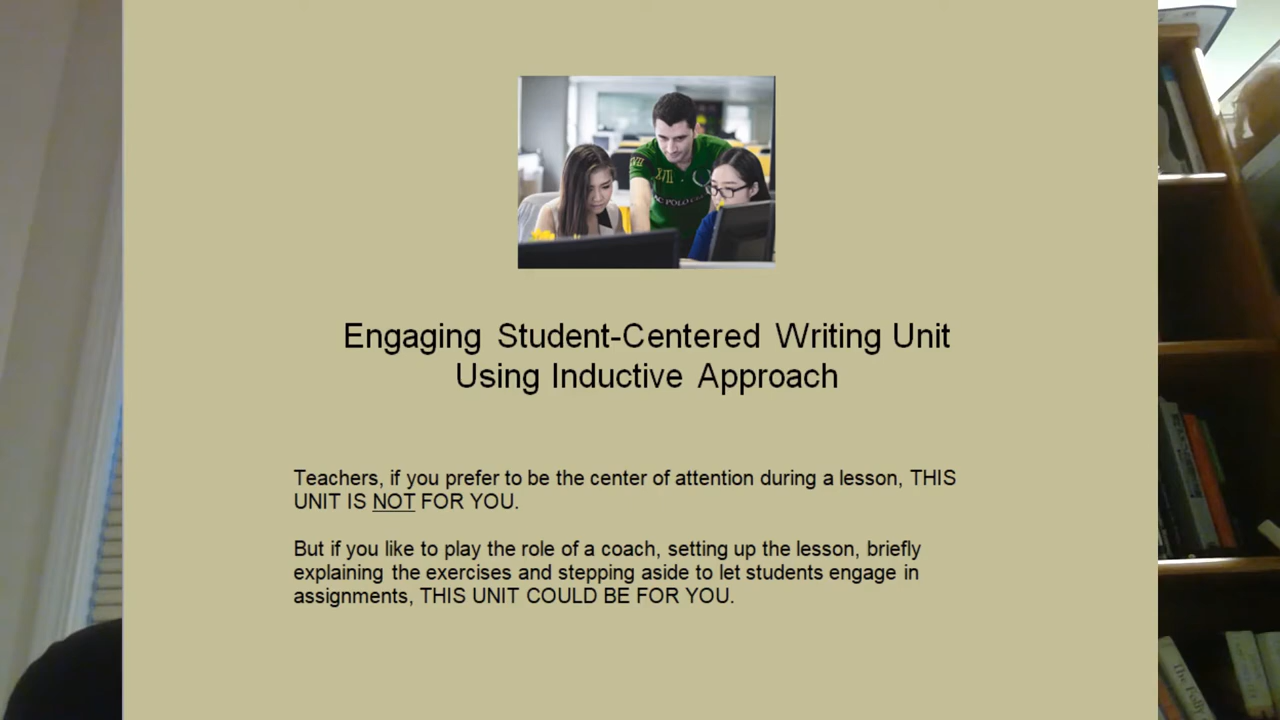 Engaging Student-Centered Writing Unit
Using Inductive Approach
Teachers, if you prefer to be the center of attention during a lesson, THIS
UNIT IS NOT FOR YOU.
But if you like to play the role of a coach, setting up the lesson, briefly
explaining the exercises and stepping aside to let students engage in
assignments, THIS UNIT COULD BE FOR YOU.
XVII
The Folly